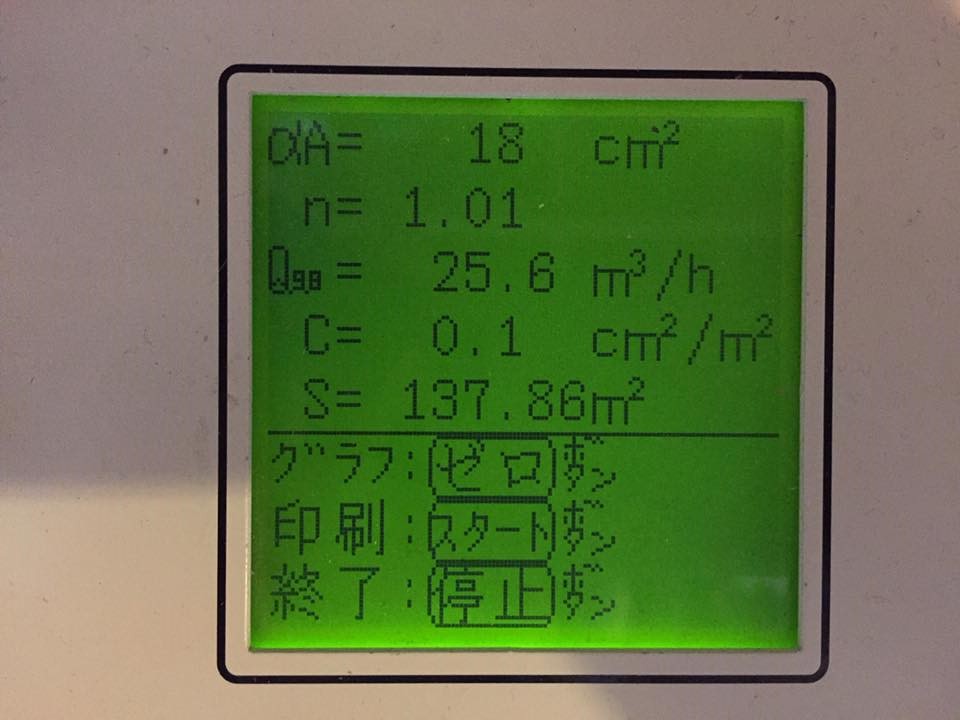 αA= 18 cm²
n= 1.01
Q98= 25.6 m³/h
C= 0.1 cm²/m²
S= 137.86m²
グラフ:ゼロボタン
印刷:スタートボタン
終了:停止ボタン